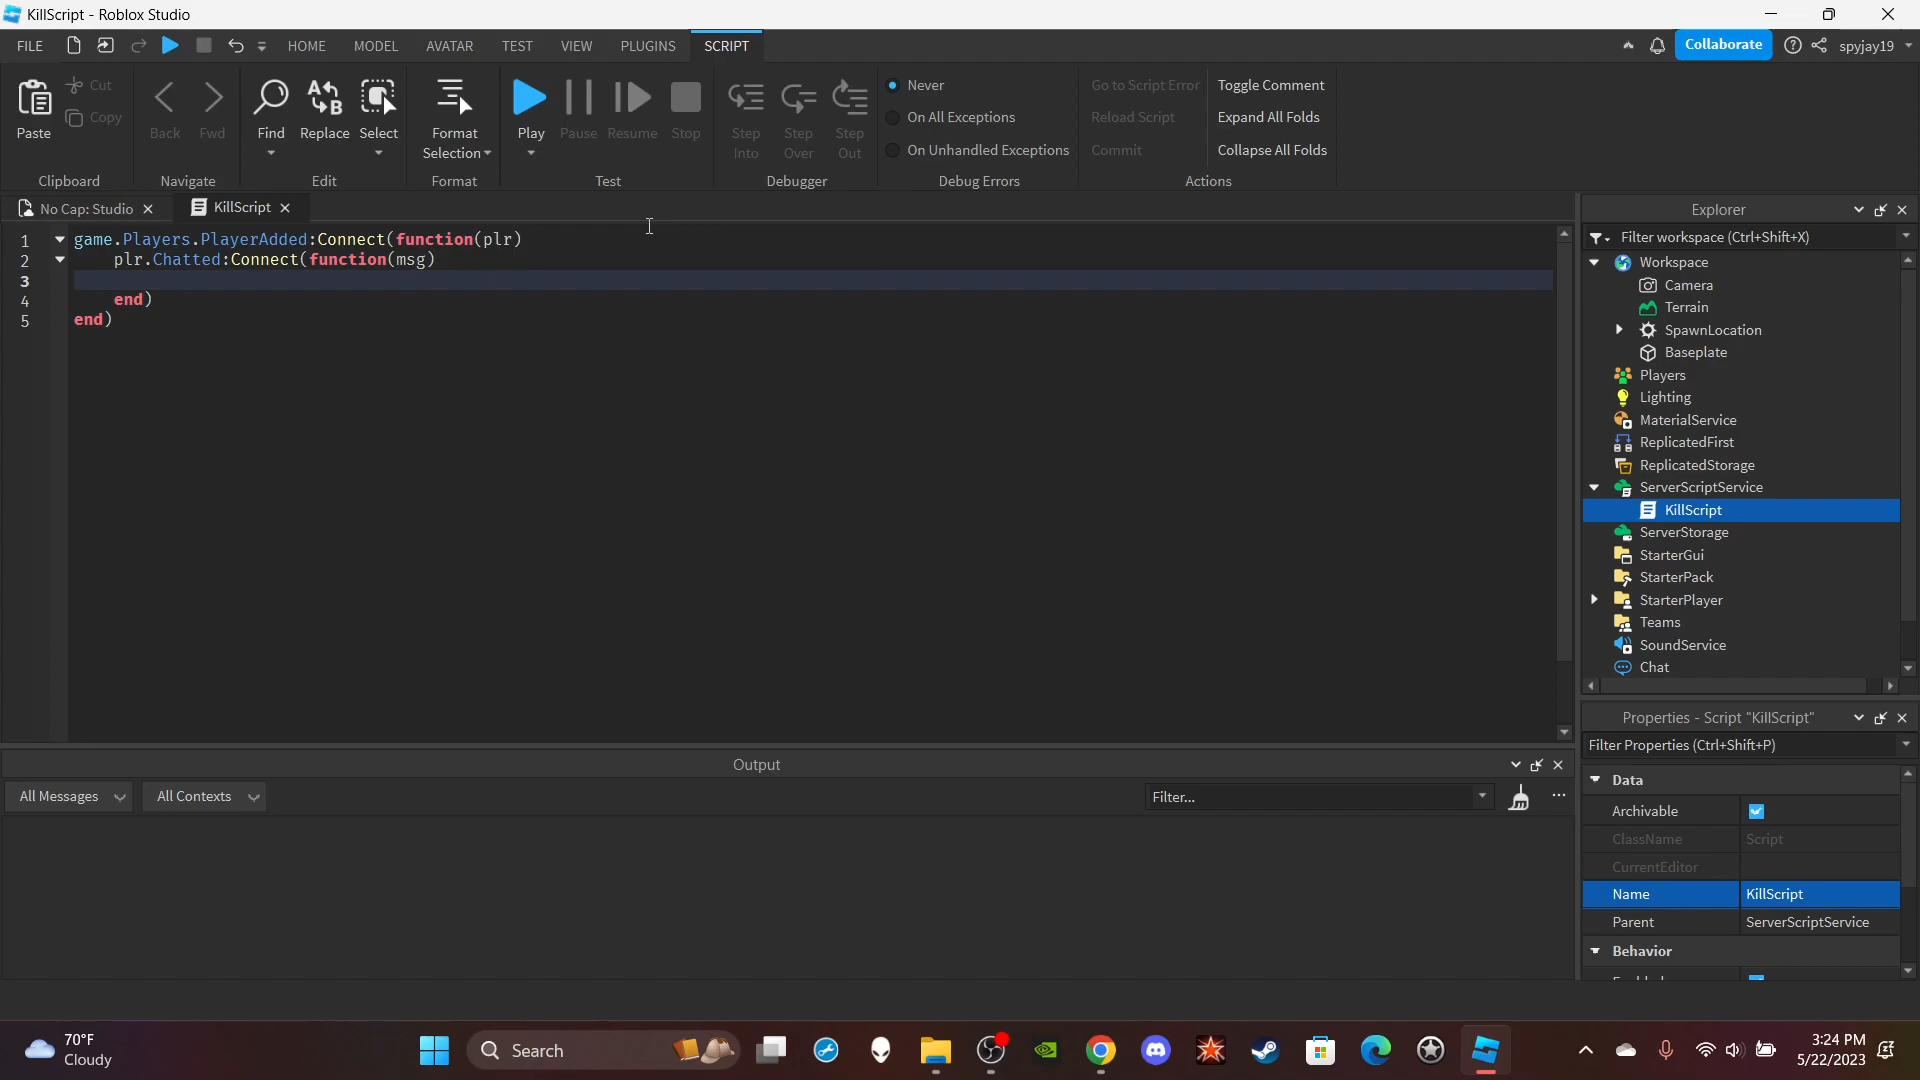 KillScript - Roblox Studio
FILE HOME MODEL AVATAR TEST VIEW PLUGINS SCRIPT Collaborate spyjay19
Paste Cut Copy
Clipboard
Back Fwd
Navigate
Find Replace Select
Edit
Format Selection
Format
Play Pause Resume Stop
Test
Step Into Step Over Step Out
Debugger
Never
On All Exceptions
On Unhandled Exceptions
Debug Errors
Go to Script Error
Reload Script
Commit
Toggle Comment
Expand All Folds
Collapse All Folds
Actions
No Cap: Studio KillScript
1 game.Players.PlayerAdded:Connect(function(plr)
2 plr.Chatted:Connect(function(msg)
3
4 end)
5 end)
Explorer
Filter workspace (Ctrl+Shift+X)
Workspace
Camera
Terrain
SpawnLocation
Baseplate
Players
Lighting
MaterialService
ReplicatedFirst
ReplicatedStorage
ServerScriptService
KillScript
ServerStorage
StarterGui
StarterPack
StarterPlayer
Teams
SoundService
Chat
Output
All Messages All Contexts Filter...
Properties - Script "KillScript"
Filter Properties (Ctrl+Shift+P)
Data
Archivable
ClassName Script
CurrentEditor
Name KillScript
Parent ServerScriptService
Behavior
70°F
Cloudy
Search
3:24 PM
5/22/2023